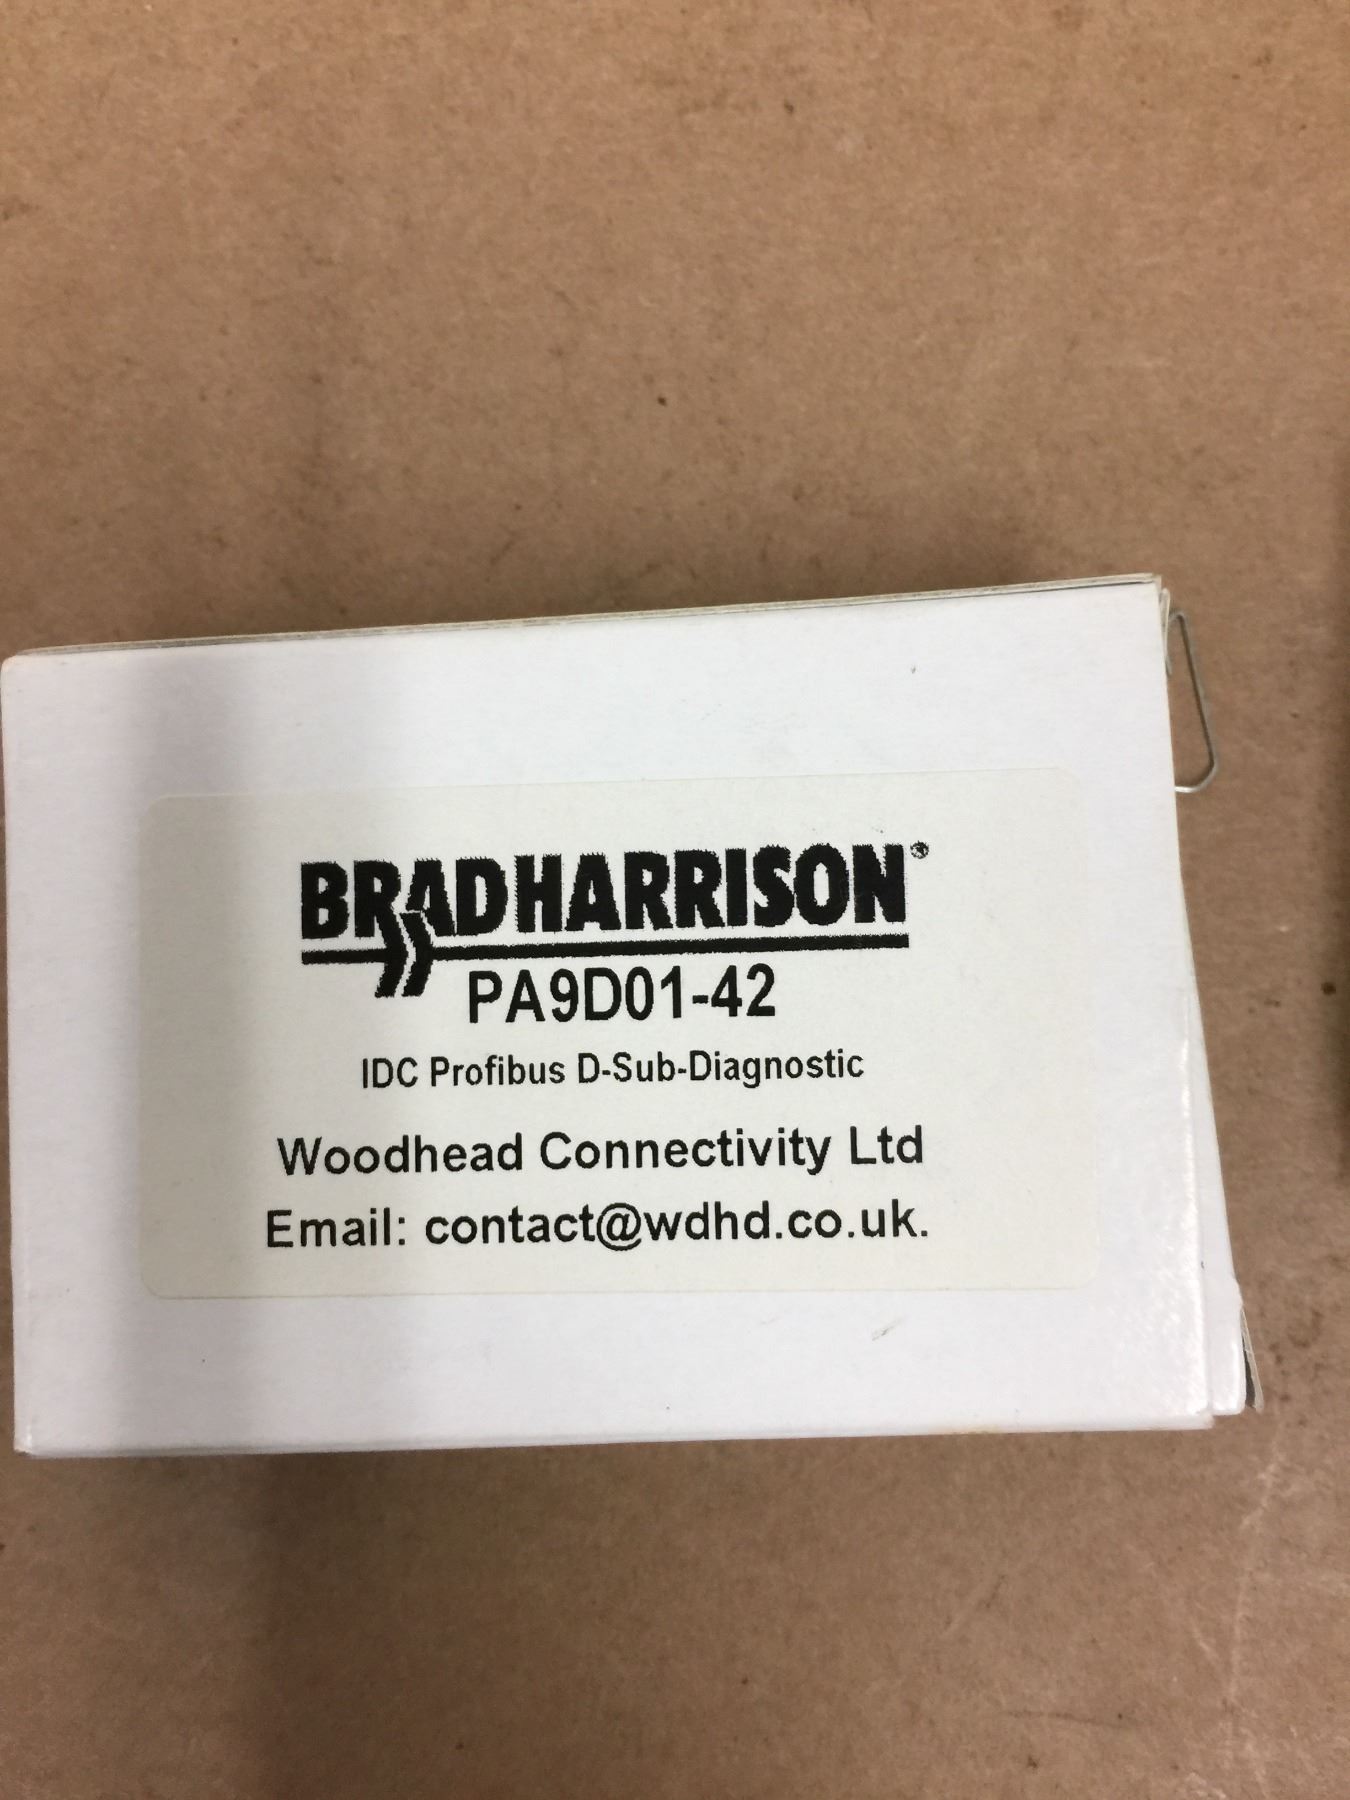 BRADHARRISON®
PA9D01-42
IDC Profibus D-Sub-Diagnostic
Woodhead Connectivity Ltd
Email: contact@wdhd.co.uk.